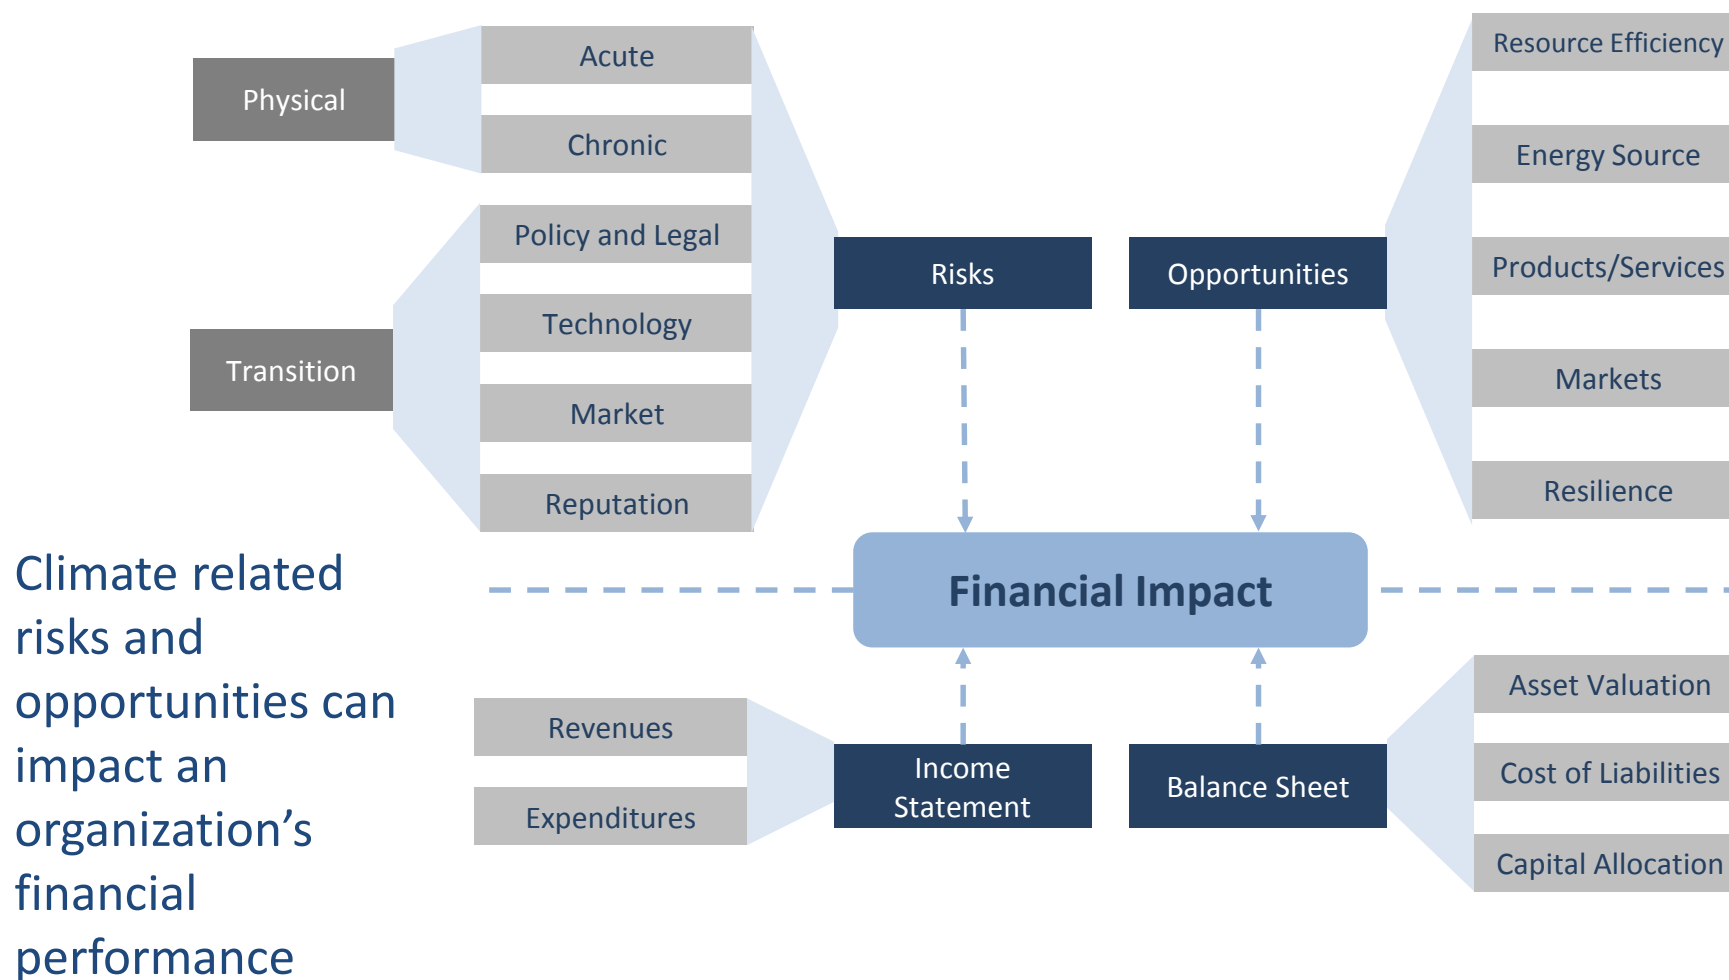 Physical
Transition
Acute
Chronic
Policy and Legal
Technology
Market
Reputation
Risks
Opportunities
Resource Efficiency
Energy Source
Products/Services
Markets
Resilience
Financial Impact
Climate related
risks and
opportunities can
impact an
organization’s
financial
performance
Revenues
Expenditures
Income
Statement
Balance Sheet
Asset Valuation
Cost of Liabilities
Capital Allocation